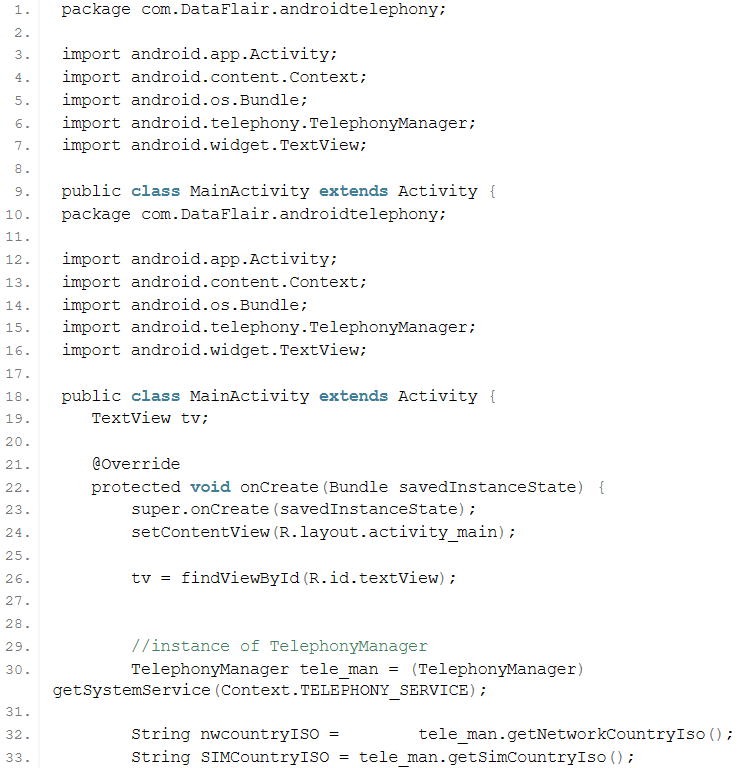 1. package com.DataFlair.androidtelephony;
2.
3. import android.app.Activity;
4. import android.content.Context;
5. import android.os.Bundle;
6. import android.telephony.TelephonyManager;
7. import android.widget.TextView;
8.
9. public class MainActivity extends Activity {
10. package com.DataFlair.androidtelephony;
11.
12. import android.app.Activity;
13. import android.content.Context;
14. import android.os.Bundle;
15. import android.telephony.TelephonyManager;
16. import android.widget.TextView;
17.
18. public class MainActivity extends Activity {
19.    TextView tv;
20.
21.    @Override
22.    protected void onCreate(Bundle savedInstanceState) {
23.        super.onCreate(savedInstanceState);
24.        setContentView(R.layout.activity_main);
25.
26.        tv = findViewById(R.id.textView);
27.
28.
29.        //instance of TelephonyManager
30.        TelephonyManager tele_man = (TelephonyManager)
getSystemService(Context.TELEPHONY_SERVICE);
31.
32.        String nwcountryISO =        tele_man.getNetworkCountryIso();
33.        String SIMCountryISO = tele_man.getSimCountryIso();